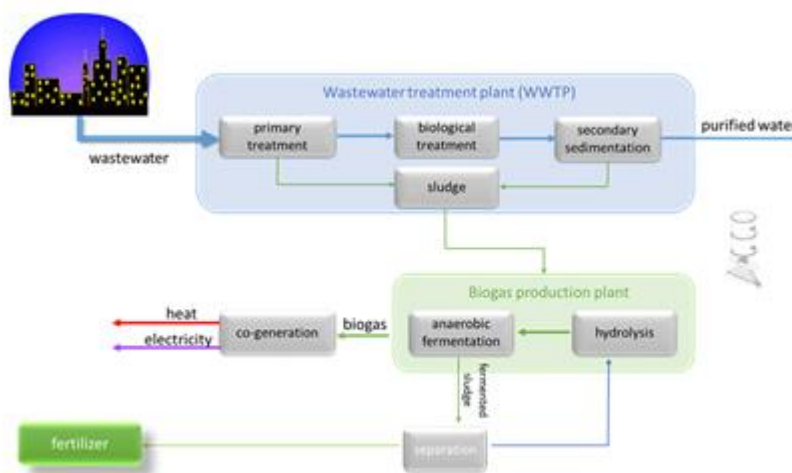 Wastewater treatment plant (WWTP)
wastewater
primary
treatment
biological
treatment
secondary
sedimentation
purified water
sludge
Biogas production plant
heat
electricity
co-generation
biogas
anaerobic
fermentation
hydrolysis
fermented
sludge
fertilizer
separation